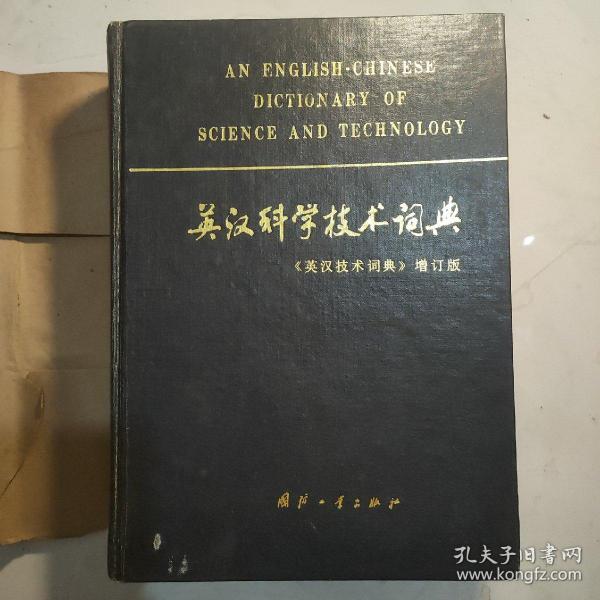 AN ENGLISH-CHINESE
DICTIONARY OF
SCIENCE AND TECHNOLOGY
英汉科学技术词典
《英汉技术词典》增订版
国防工业出版社
孔夫子旧书网
www.kongfz.com